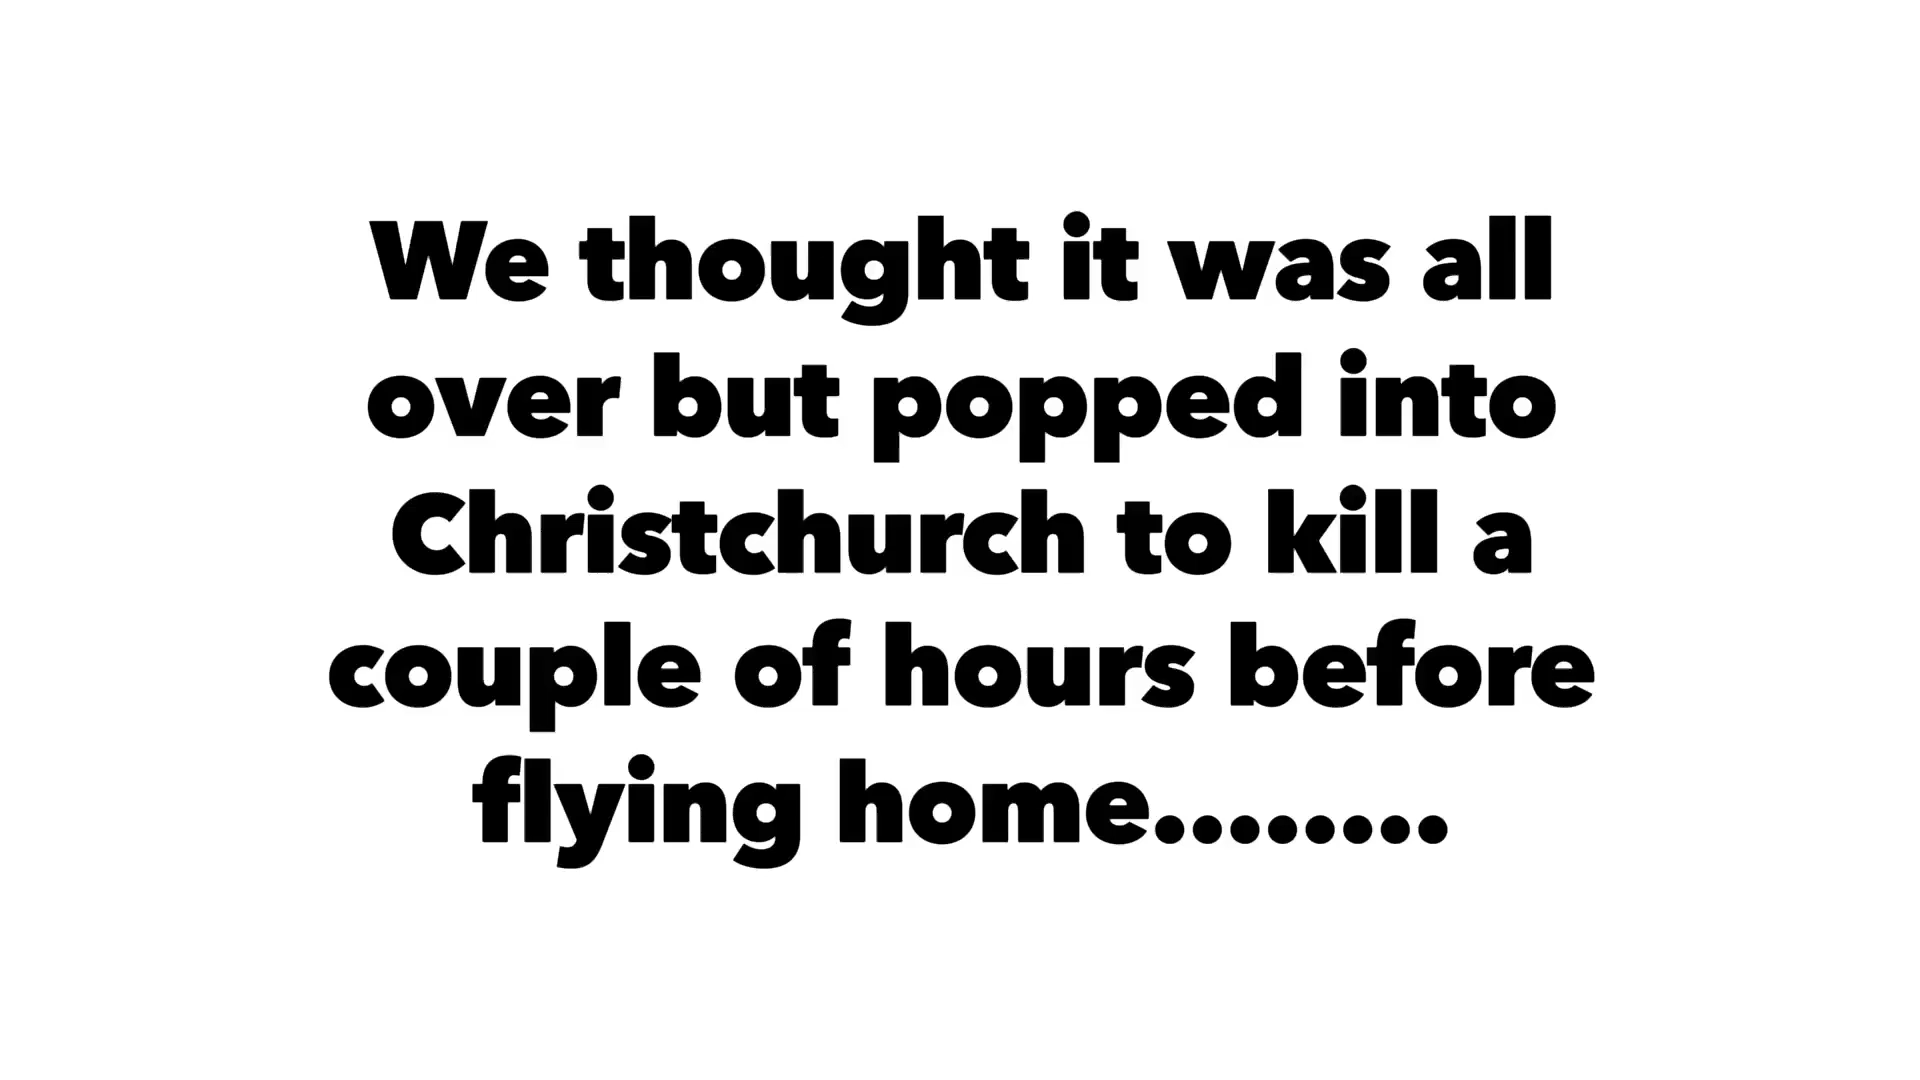 We thought it was all
over but popped into
Christchurch to kill a
couple of hours before
flying home........